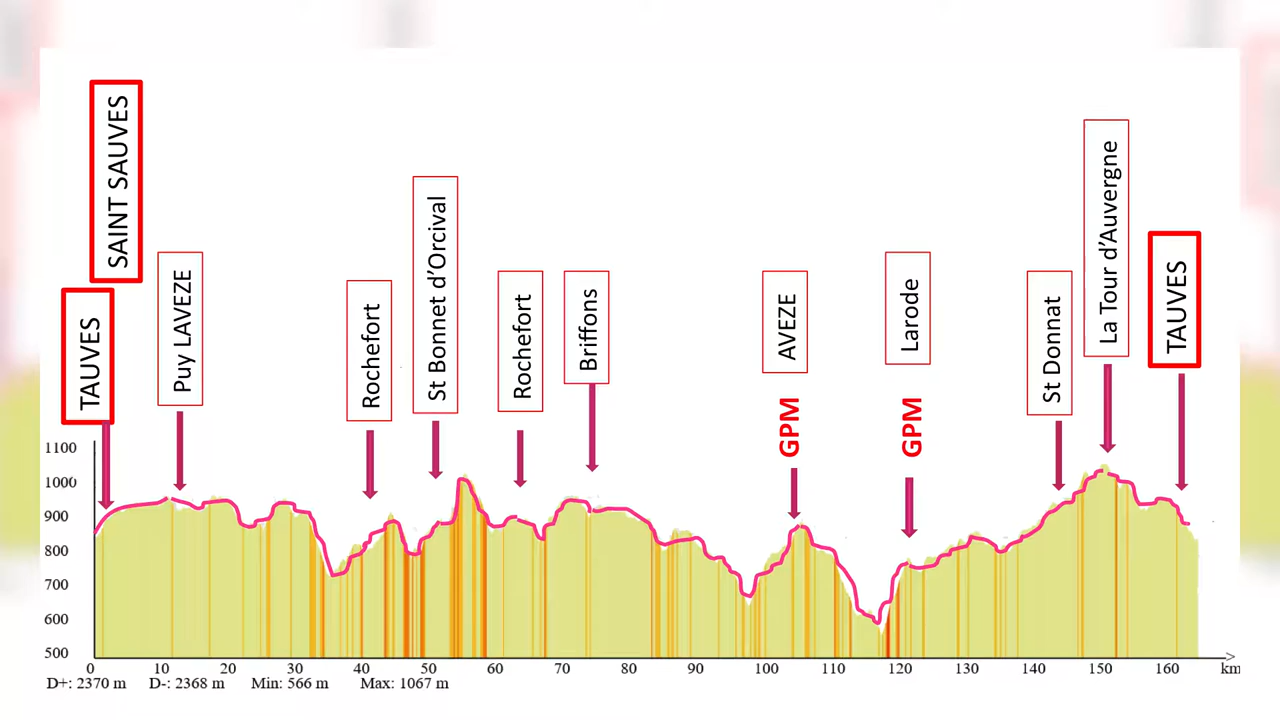 SAINT SAUVES
TAUVES
Puy LAVEZE
Rochefort
St Bonnet d’Orcival
Rochefort
Briffons
AVEZE
GPM
Larode
GPM
St Donnat
La Tour d’Auvergne
TAUVES
1100
1000
900
800
700
600
500
0 10 20 30 40 50 60 70 80 90 100 110 120 130 140 150 160 km
D+: 2370 m D-: 2368 m Min: 566 m Max: 1067 m